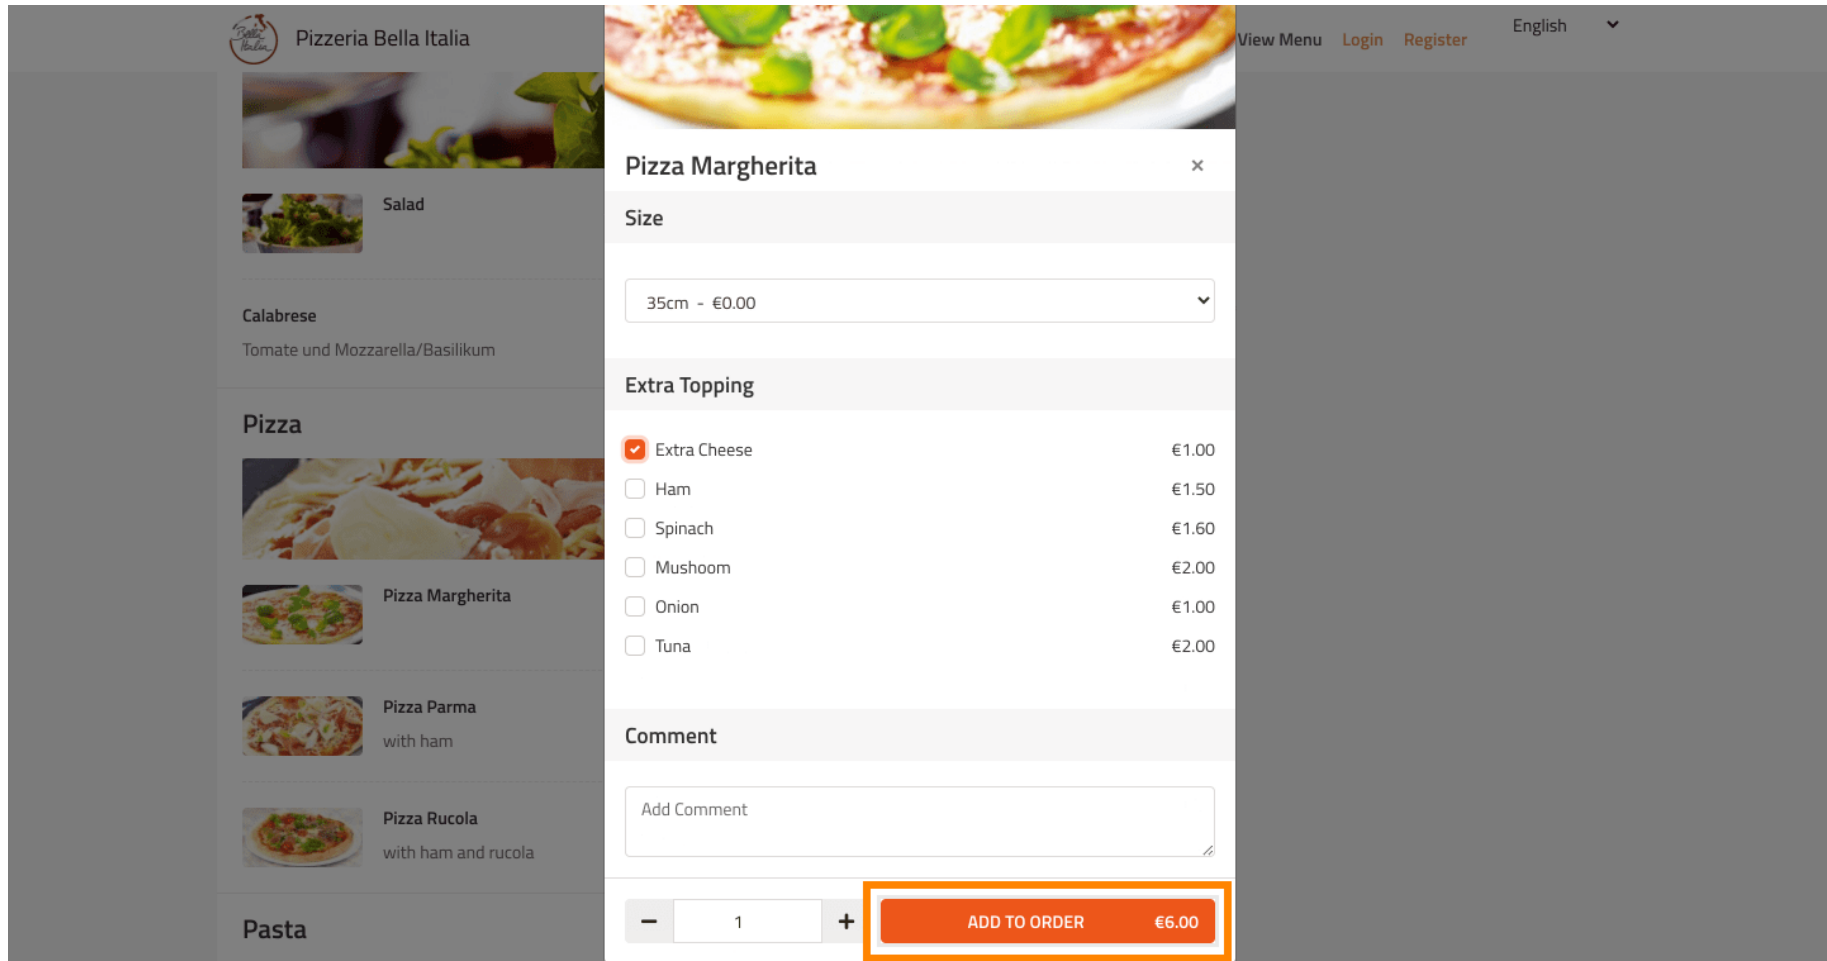 Bella
Italia
Pizzeria Bella Italia
View Menu Login Register
English
Salad
Calabrese
Tomate und Mozzarella/Basilikum
Pizza
Pizza Margherita
Pizza Parma
with ham
Pizza Rucola
with ham and rucola
Pasta
Pizza Margherita ×
Size
35cm - €0.00
Extra Topping
Extra Cheese €1.00
Ham €1.50
Spinach €1.60
Mushoom €2.00
Onion €1.00
Tuna €2.00
Comment
Add Comment
− 1 + ADD TO ORDER €6.00